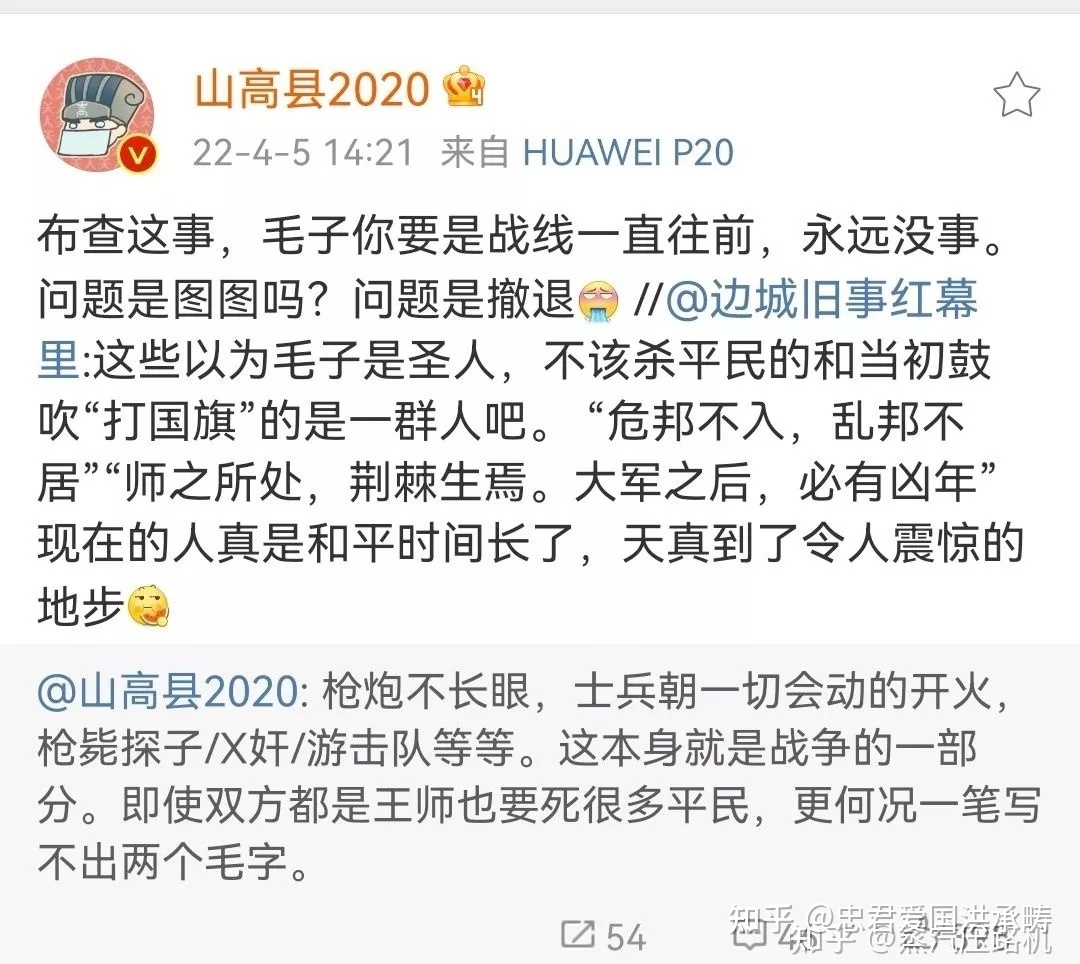 山高县2020
22-4-5 14:21 来自 HUAWEI P20
布查这事，毛子你要是战线一直往前，永远没事。
问题是图图吗？问题是撤退 //@边城旧事红幕
里:这些以为毛子是圣人，不该杀平民的和当初鼓
吹“打国旗”的是一群人吧。“危邦不入，乱邦不
居”“师之所处，荆棘生焉。大军之后，必有凶年”
现在的人真是和平时间长了，天真到了令人震惊的
地步
@山高县2020: 枪炮不长眼，士兵朝一切会动的开火，
枪毙探子/X奸/游击队等等。这本身就是战争的一部
分。即使双方都是王师也要死很多平民，更何况一笔写
不出两个毛字。
54
知乎 @忠君爱国洪承畴
知乎 @蒸汽压路机